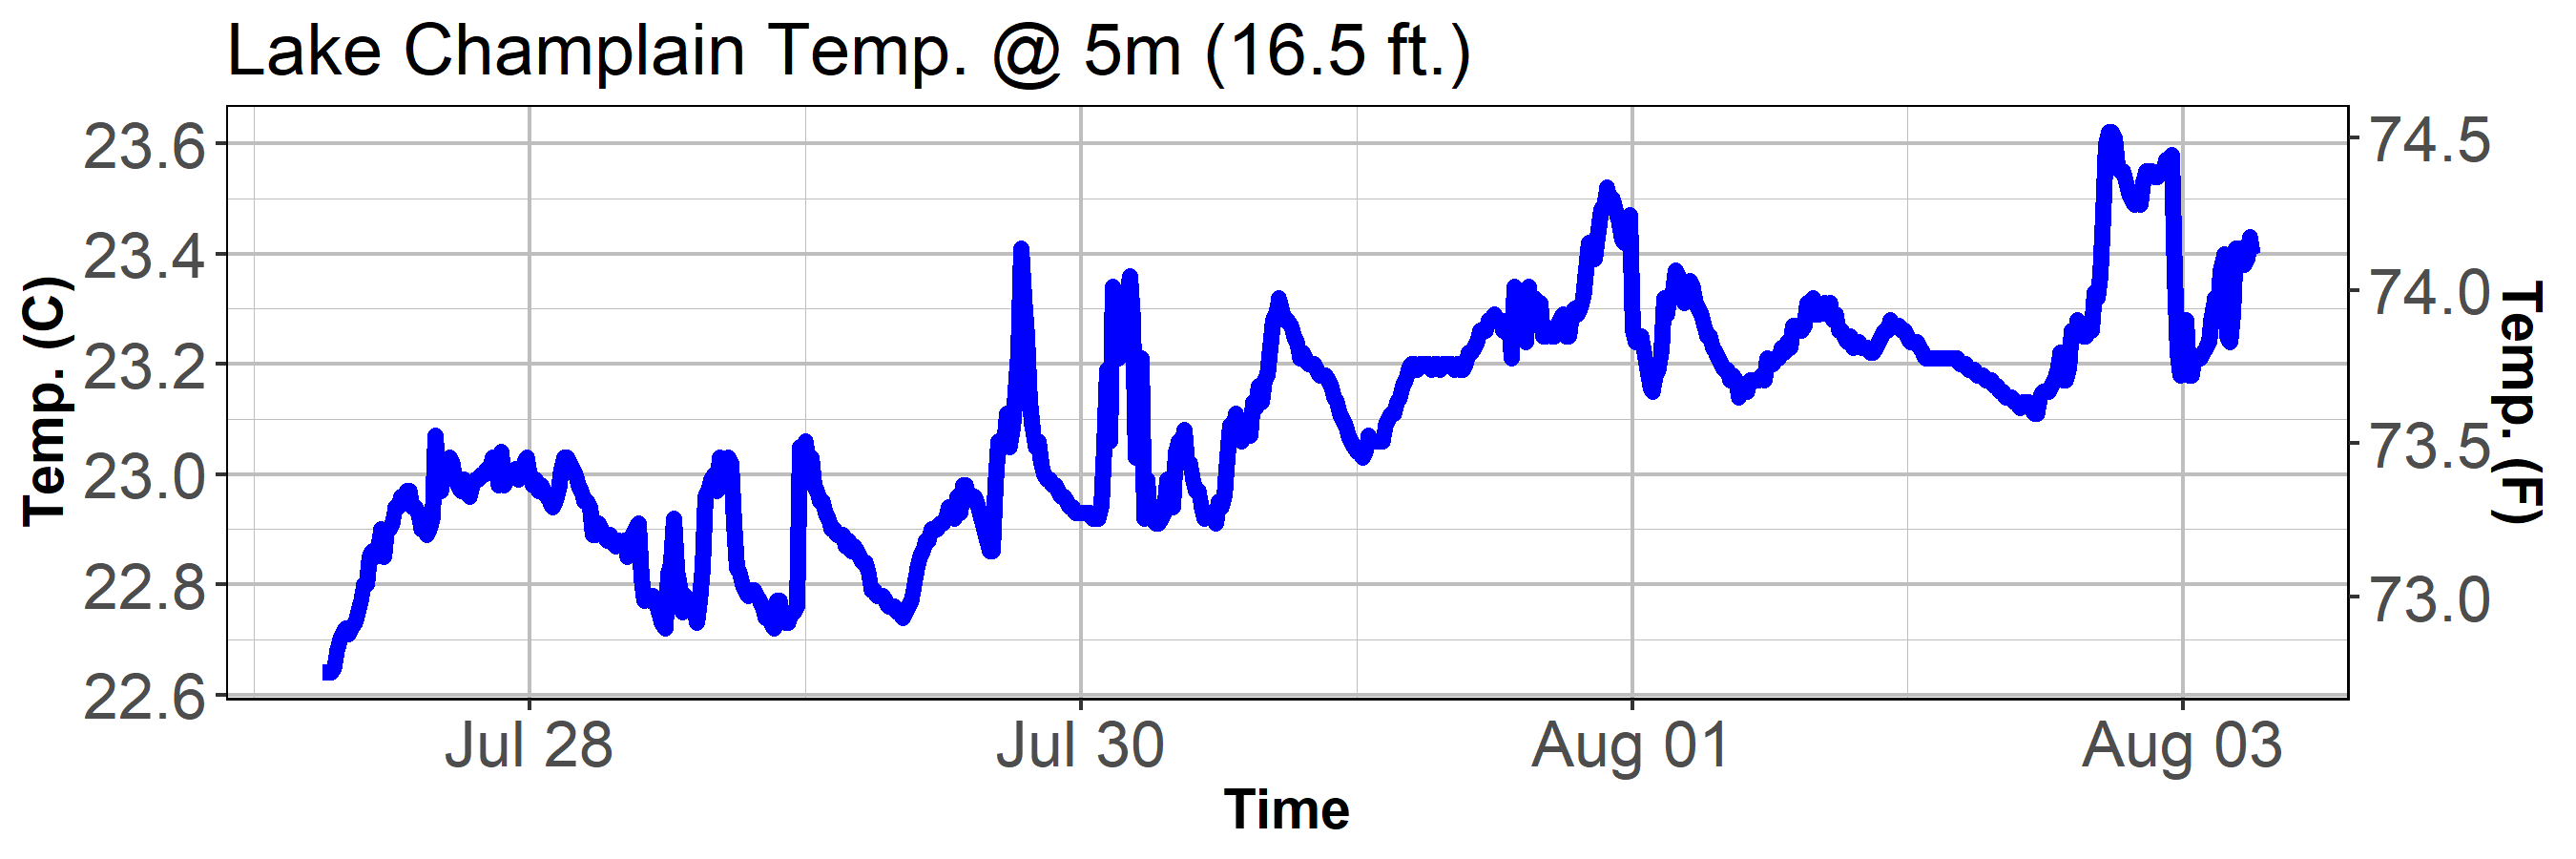 Lake Champlain Temp. @ 5m (16.5 ft.)
23.6
23.4
23.2
23.0
22.8
22.6
Temp. (C)
74.5
74.0
73.5
73.0
Temp. (F)
Jul 28
Jul 30
Aug 01
Aug 03
Time